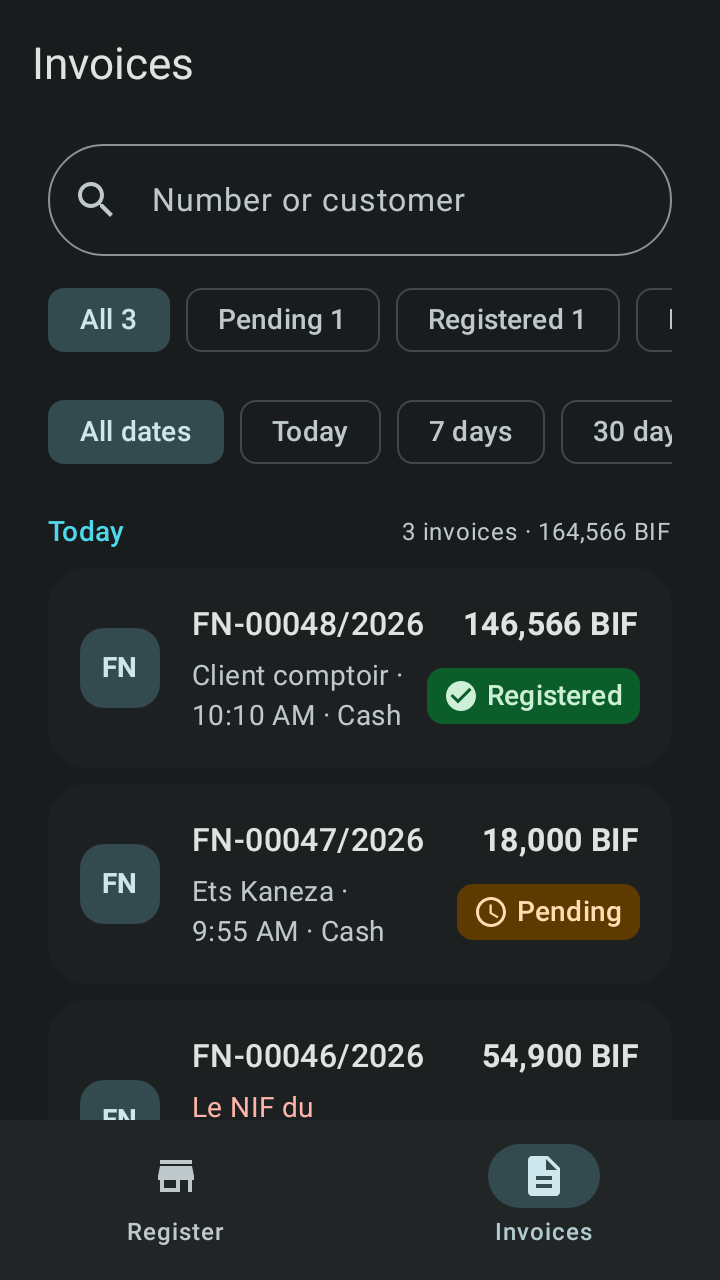 Invoices
Number or customer
All 3
Pending 1
Registered 1
All dates
Today
7 days
30 day
Today
3 invoices · 164,566 BIF
FN
FN-00048/2026
146,566 BIF
Client comptoir ·
10:10 AM · Cash
Registered
FN
FN-00047/2026
18,000 BIF
Ets Kaneza ·
9:55 AM · Cash
Pending
FN
FN-00046/2026
54,900 BIF
Le NIF du
Register
Invoices